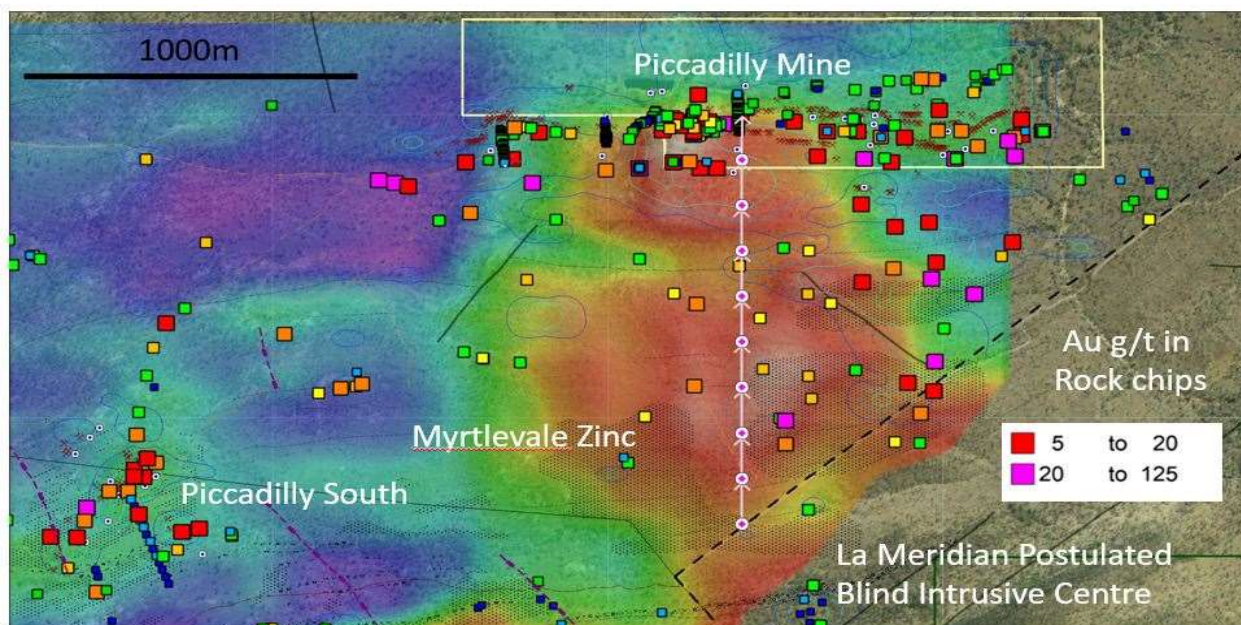 1000m
Piccadilly Mine
Au g/t in
Rock chips
5 to 20
20 to 125
Myrtlevale Zinc
Piccadilly South
La Meridian Postulated
Blind Intrusive Centre